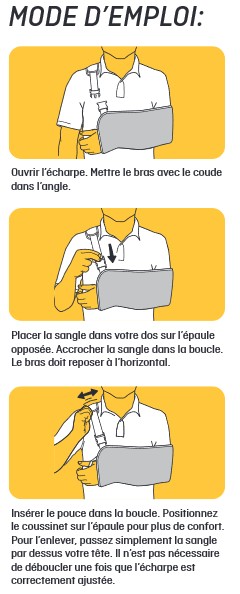 MODE D'EMPLOI:
Ouvrir l'écharpe. Mettre le bras avec le coude
dans l'angle.
Placer la sangle dans votre dos sur l'épaule
opposée. Accrocher la sangle dans la boucle.
Le bras doit reposer à l'horizontal.
Insérer le pouce dans la boucle. Positionnez
le coussinet sur l'épaule pour plus de confort.
Pour l'enlever, passez simplement la sangle
par dessus votre tête. Il n'est pas nécessaire
de déboucler une fois que l'écharpe est
correctement ajustée.